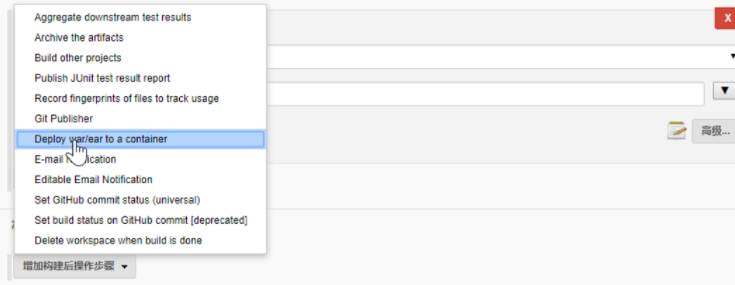 Aggregate downstream test results
X
Archive the artifacts
Build other projects
Publish JUnit test result report
Record fingerprints of files to track usage
Git Publisher
Deploy war/ear to a container
高级...
E-mail
Editable Email Notification
Set GitHub commit status (universal)
Set build status on GitHub commit [deprecated]
Delete workspace when build is done
增加构建后操作步骤